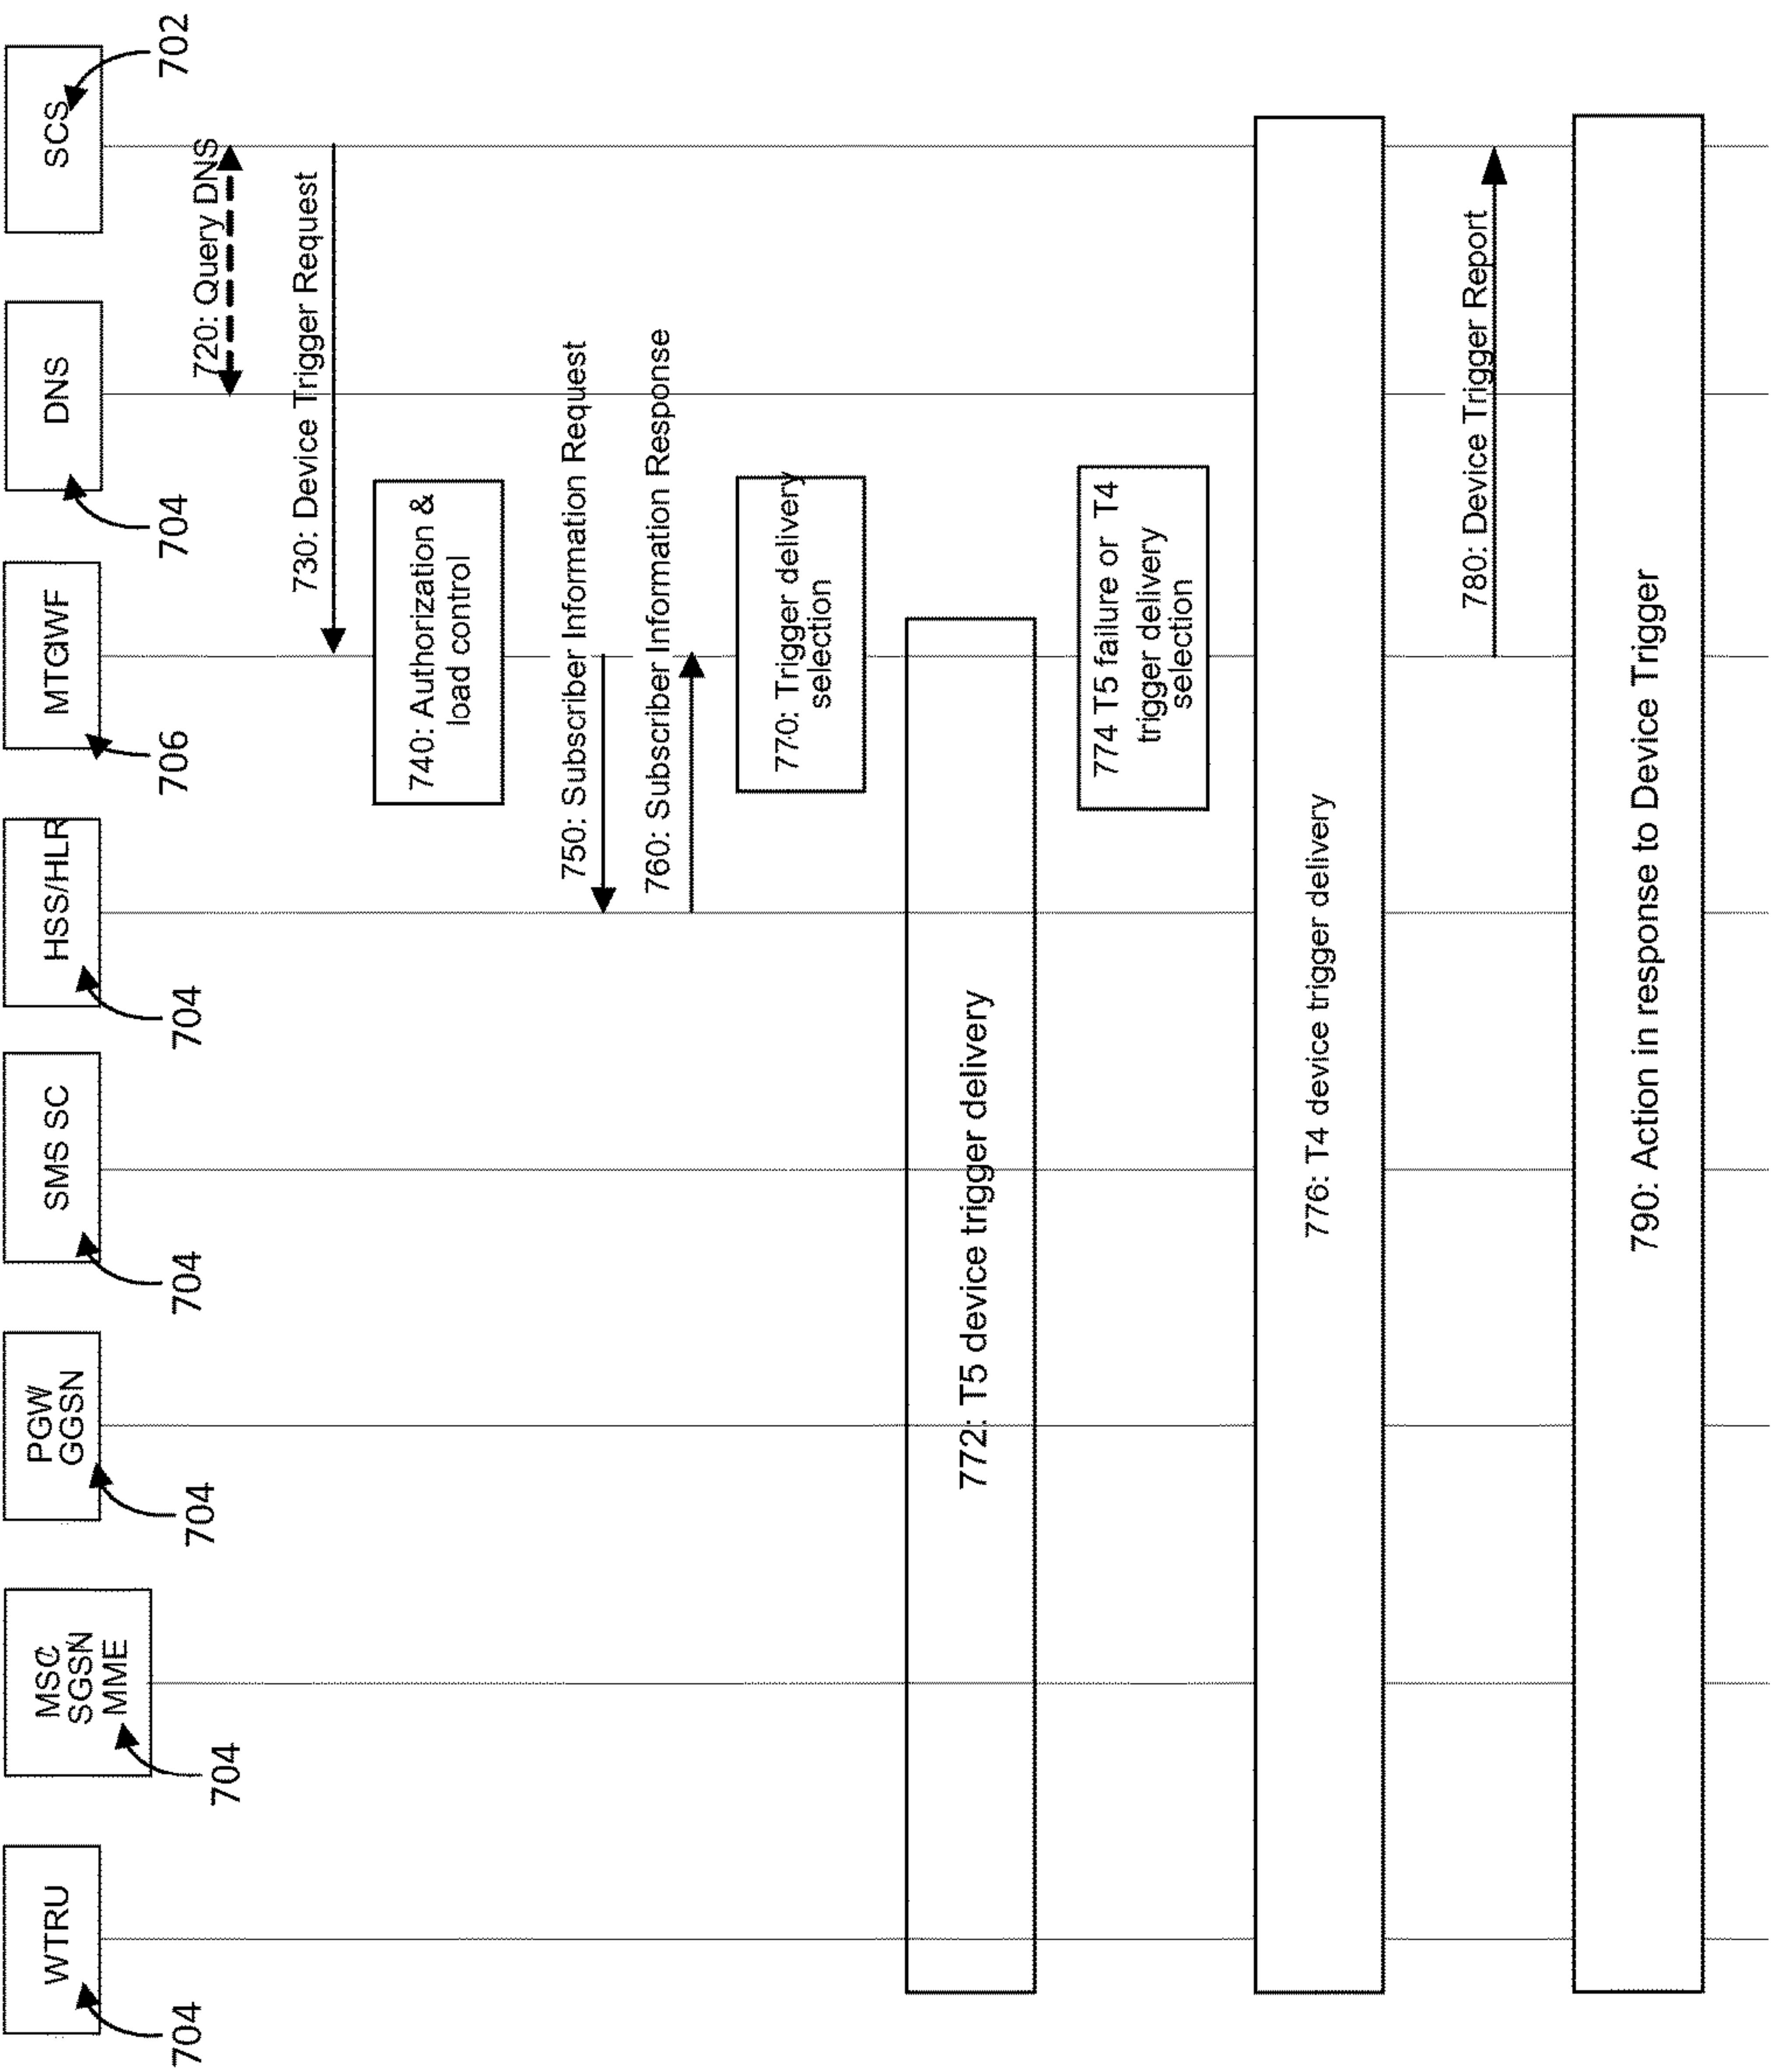 WTRU
704
MSC
SGSN
MME
704
PGW
GGSN
704
SMS SC
704
HSS/HLR
704
MTCIWF
706
DNS
704
SCS
702
720: Query DNS
730: Device Trigger Request
740: Authorization &
load control
750: Subscriber Information Request
760: Subscriber Information Response
770: Trigger delivery
selection
772: T5 device trigger delivery
774 T5 failure or T4
trigger delivery
selection
776: T4 device trigger delivery
780: Device Trigger Report
790: Action in response to Device Trigger